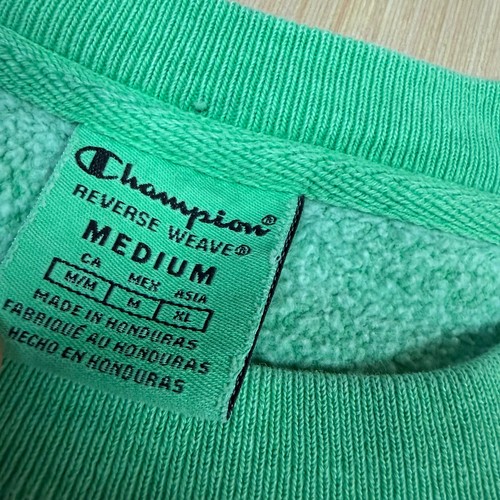 Champion®
REVERSE WEAVE®
MEDIUM
CA MEX ASIA
M/M M XL
MADE IN HONDURAS
FABRIQUÉ AU HONDURAS
HECHO EN HONDURAS